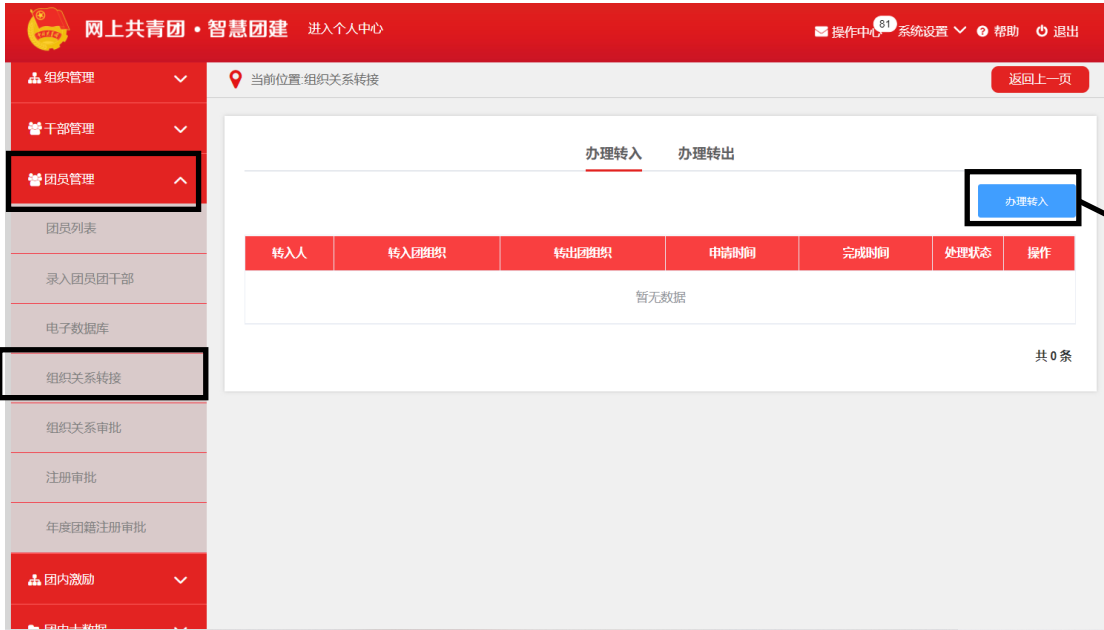 网上共青团·智慧团建 进入个人中心 操作中心 81 系统设置 帮助 退出
组织管理
当前位置:组织关系转接 返回上一页
干部管理
办理转入 办理转出
团员管理
办理转入
团员列表
转入人 转入团组织 转出团组织 申请时间 完成时间 处理状态 操作
录入团员团干部
暂无数据
电子数据库
共 0 条
组织关系转接
组织关系审批
注册审批
年度团籍注册审批
团内激励
团内大数据